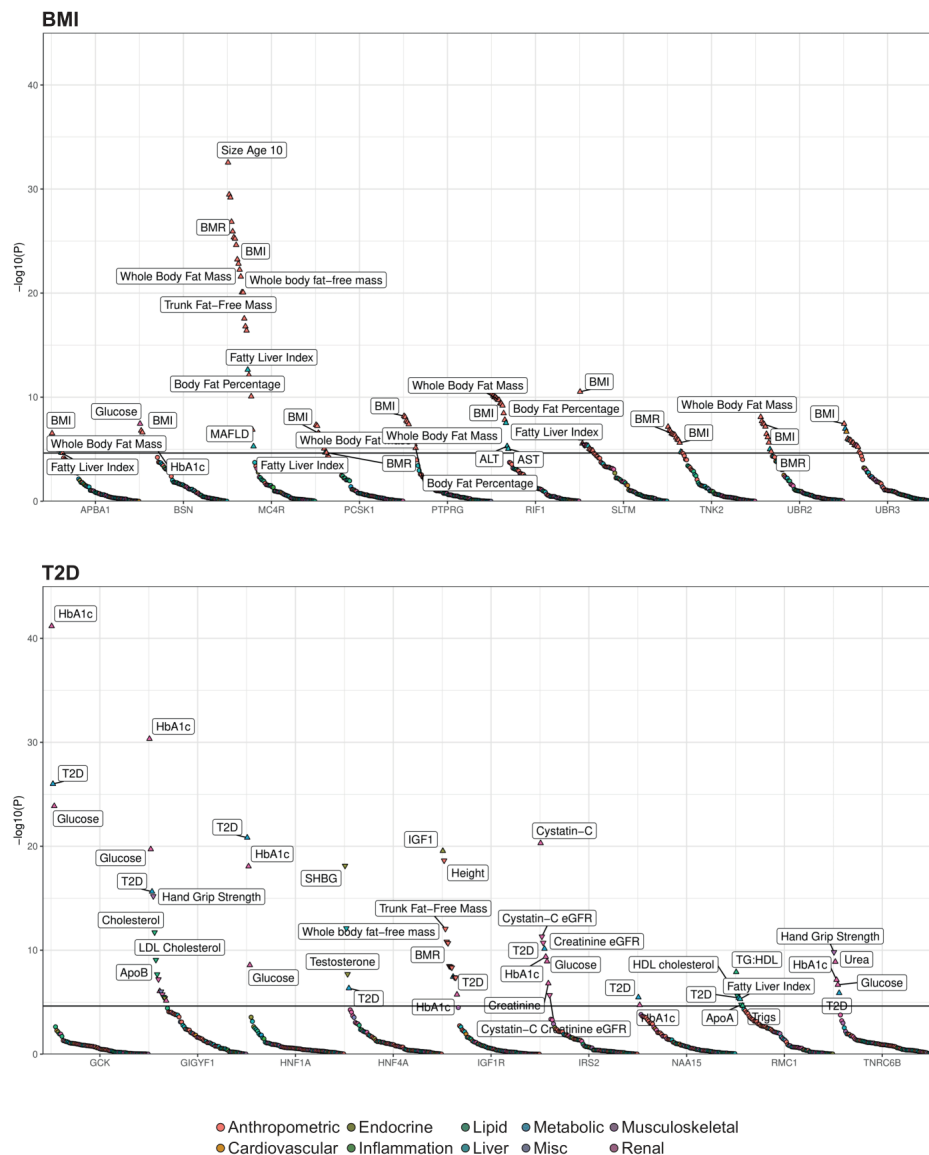 BMI
40
Size Age 10
30
BMR
BMI
Whole Body Fat Mass
Whole body fat-free mass
20
-log10(P)
Trunk Fat-Free Mass
Fatty Liver Index
Body Fat Percentage
Whole Body Fat Mass
10
BMI
Glucose
BMI
MAFLD
BMI
BMI
BMI
Body Fat Percentage
BMI
Whole Body Fat Mass
BMI
Whole Body Fat Mass
Whole Body Fat
Whole Body Fat Mass
Fatty Liver Index
BMR
BMI
BMI
Fatty Liver Index
HbA1c
Fatty Liver Index
BMR
ALT
AST
BMR
Body Fat Percentage
0
APBA1
BSN
MC4R
PCSK1
PTPRG
RIF1
SLTM
TNK2
UBR2
UBR3
T2D
40
HbA1c
30
HbA1c
T2D
Glucose
T2D
IGF1
Cystatin-C
20
-log10(P)
Glucose
HbA1c
T2D
SHBG
Height
Hand Grip Strength
Trunk Fat-Free Mass
Cholesterol
Whole body fat-free mass
Cystatin-C eGFR
Hand Grip Strength
LDL Cholesterol
BMR
T2D
Creatinine eGFR
TG:HDL
Urea
10
ApoB
Glucose
Testosterone
T2D
HbA1c
Glucose
HDL cholesterol
HbA1c
Glucose
T2D
HbA1c
Creatinine
T2D
T2D
Fatty Liver Index
T2D
Cystatin-C Creatinine eGFR
HbA1c
ApoA
Trigs
0
GCK
GIGYF1
HNF1A
HNF4A
IGF1R
IRS2
NAA15
RMC1
TNRC6B
Anthropometric
Endocrine
Lipid
Metabolic
Musculoskeletal
Cardiovascular
Inflammation
Liver
Misc
Renal